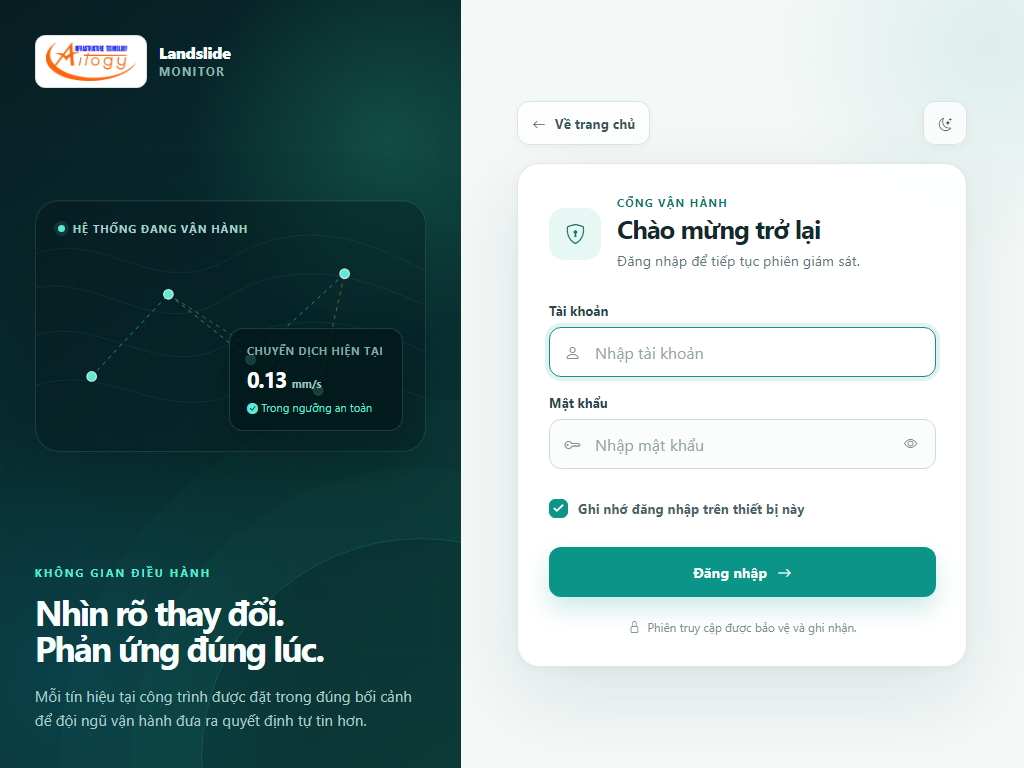 INFRASTRUCTURE TECHNOLOGY
Aitogy
Landslide
MONITOR
HỆ THỐNG ĐANG VẬN HÀNH
CHUYỂN DỊCH HIỆN TẠI
0.13 mm/s
Trong ngưỡng an toàn
KHÔNG GIAN ĐIỀU HÀNH
Nhìn rõ thay đổi.
Phản ứng đúng lúc.
Mỗi tín hiệu tại công trình được đặt trong đúng bối cảnh
để đội ngũ vận hành đưa ra quyết định tự tin hơn.
Về trang chủ
CỔNG VẬN HÀNH
Chào mừng trở lại
Đăng nhập để tiếp tục phiên giám sát.
Tài khoản
Nhập tài khoản
Mật khẩu
Nhập mật khẩu
Ghi nhớ đăng nhập trên thiết bị này
Đăng nhập
Phiên truy cập được bảo vệ và ghi nhận.